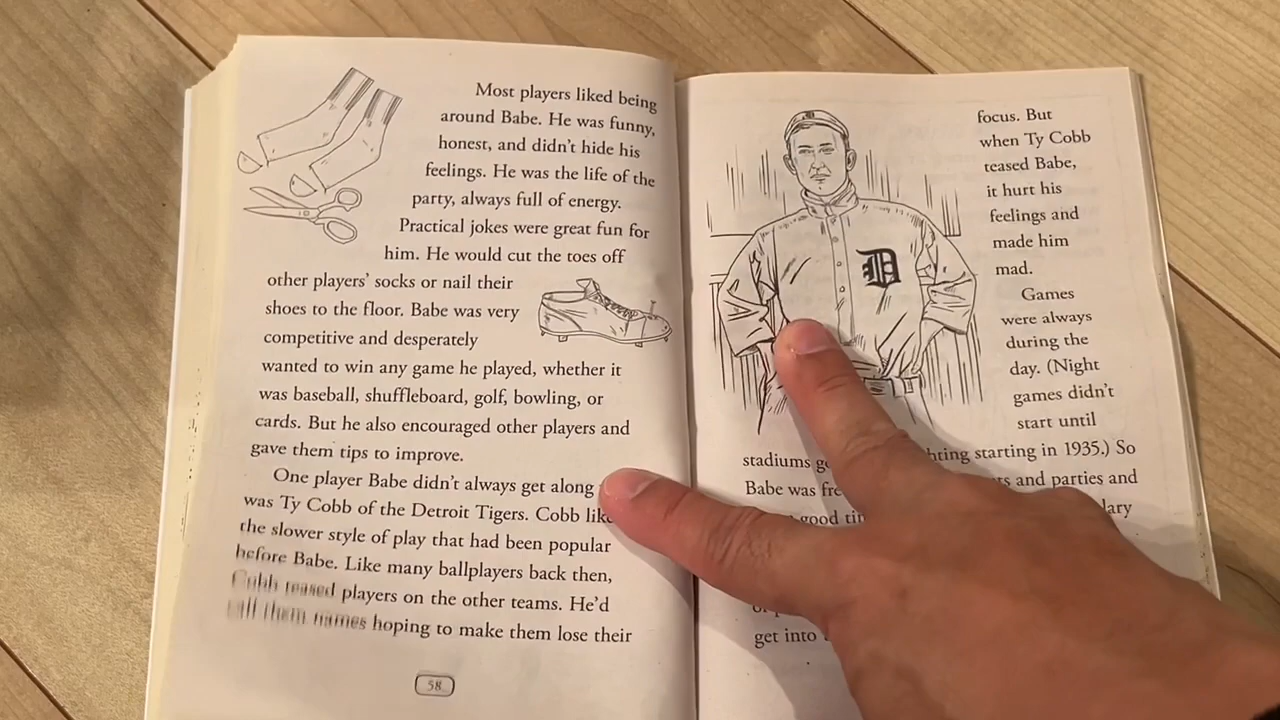 Most players liked being
around Babe. He was funny,
honest, and didn't hide his
feelings. He was the life of the
party, always full of energy.
Practical jokes were great fun for
him. He would cut the toes off
other players' socks or nail their
shoes to the floor. Babe was very
competitive and desperately
wanted to win any game he played, whether it
was baseball, shuffleboard, golf, bowling, or
cards. But he also encouraged other players and
gave them tips to improve.
One player Babe didn't always get along
was Ty Cobb of the Detroit Tigers. Cobb like
the slower style of play that had been popular
before Babe. Like many ballplayers back then,
Cobb teased players on the other teams. He'd
call them names hoping to make them lose their
58
D
focus. But
when Ty Cobb
teased Babe,
it hurt his
feelings and
made him
mad.
Games
were always
during the
day. (Night
games didn't
start until
stadiums starting in 1935.) So
Babe was and parties and
good
get into